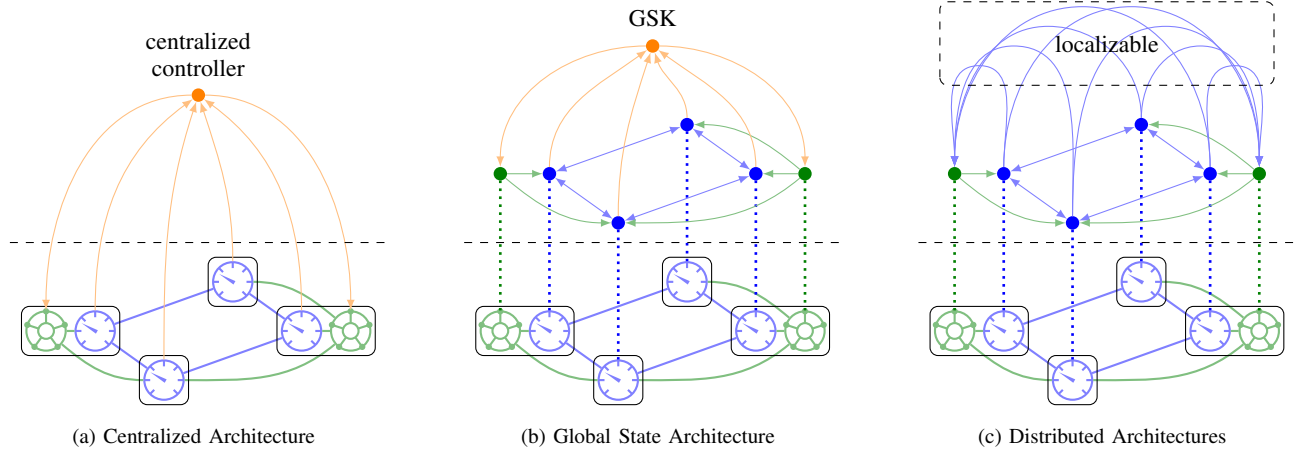 centralized
controller
GSK
localizable
(a) Centralized Architecture
(b) Global State Architecture
(c) Distributed Architectures